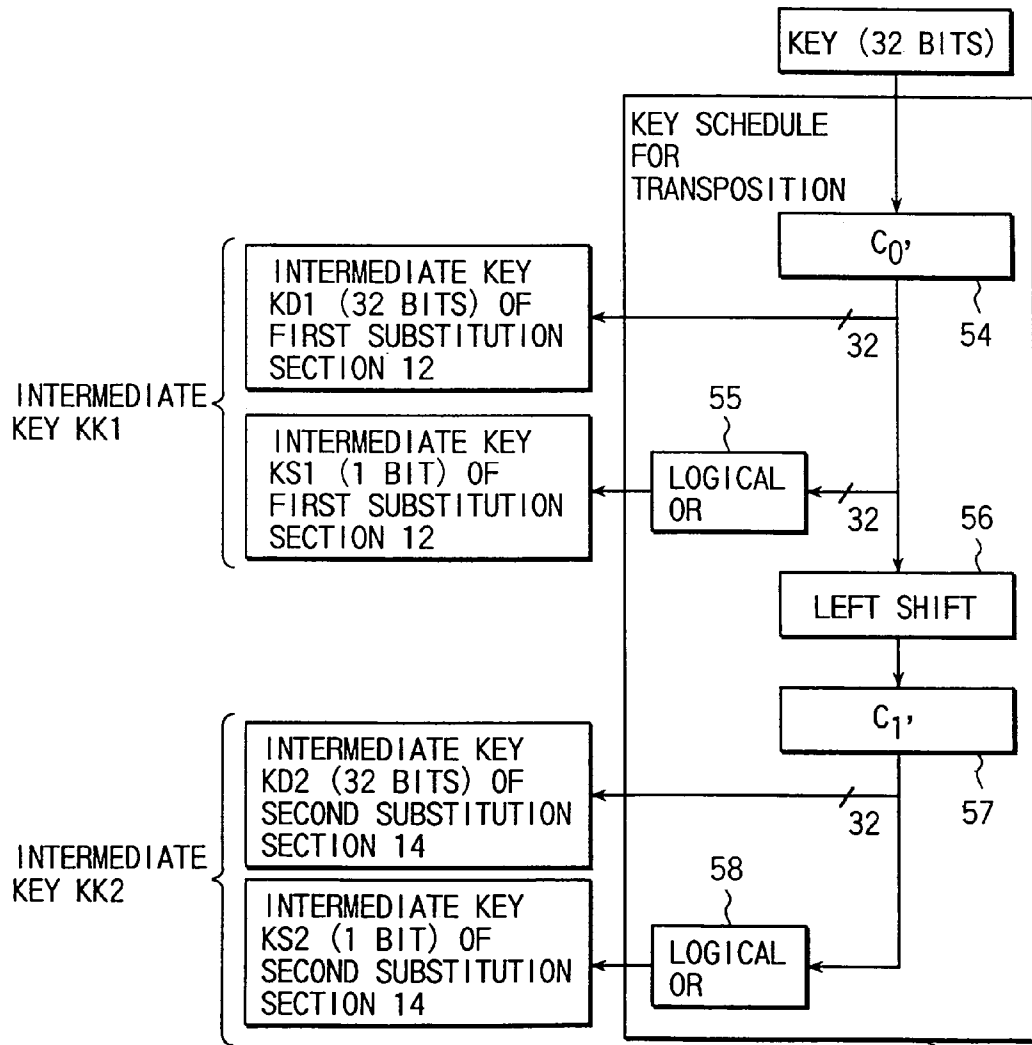 KEY (32 BITS)
KEY SCHEDULE
FOR
TRANSPOSITION
C0'
54
INTERMEDIATE KEY
KD1 (32 BITS) OF
FIRST SUBSTITUTION
SECTION 12
32
INTERMEDIATE
KEY KK1
INTERMEDIATE KEY
KS1 (1 BIT) OF
FIRST SUBSTITUTION
SECTION 12
55
LOGICAL
OR
32
56
LEFT SHIFT
C1'
57
INTERMEDIATE KEY
KD2 (32 BITS) OF
SECOND SUBSTITUTION
SECTION 14
32
INTERMEDIATE
KEY KK2
INTERMEDIATE KEY
KS2 (1 BIT) OF
SECOND SUBSTITUTION
SECTION 14
58
LOGICAL
OR